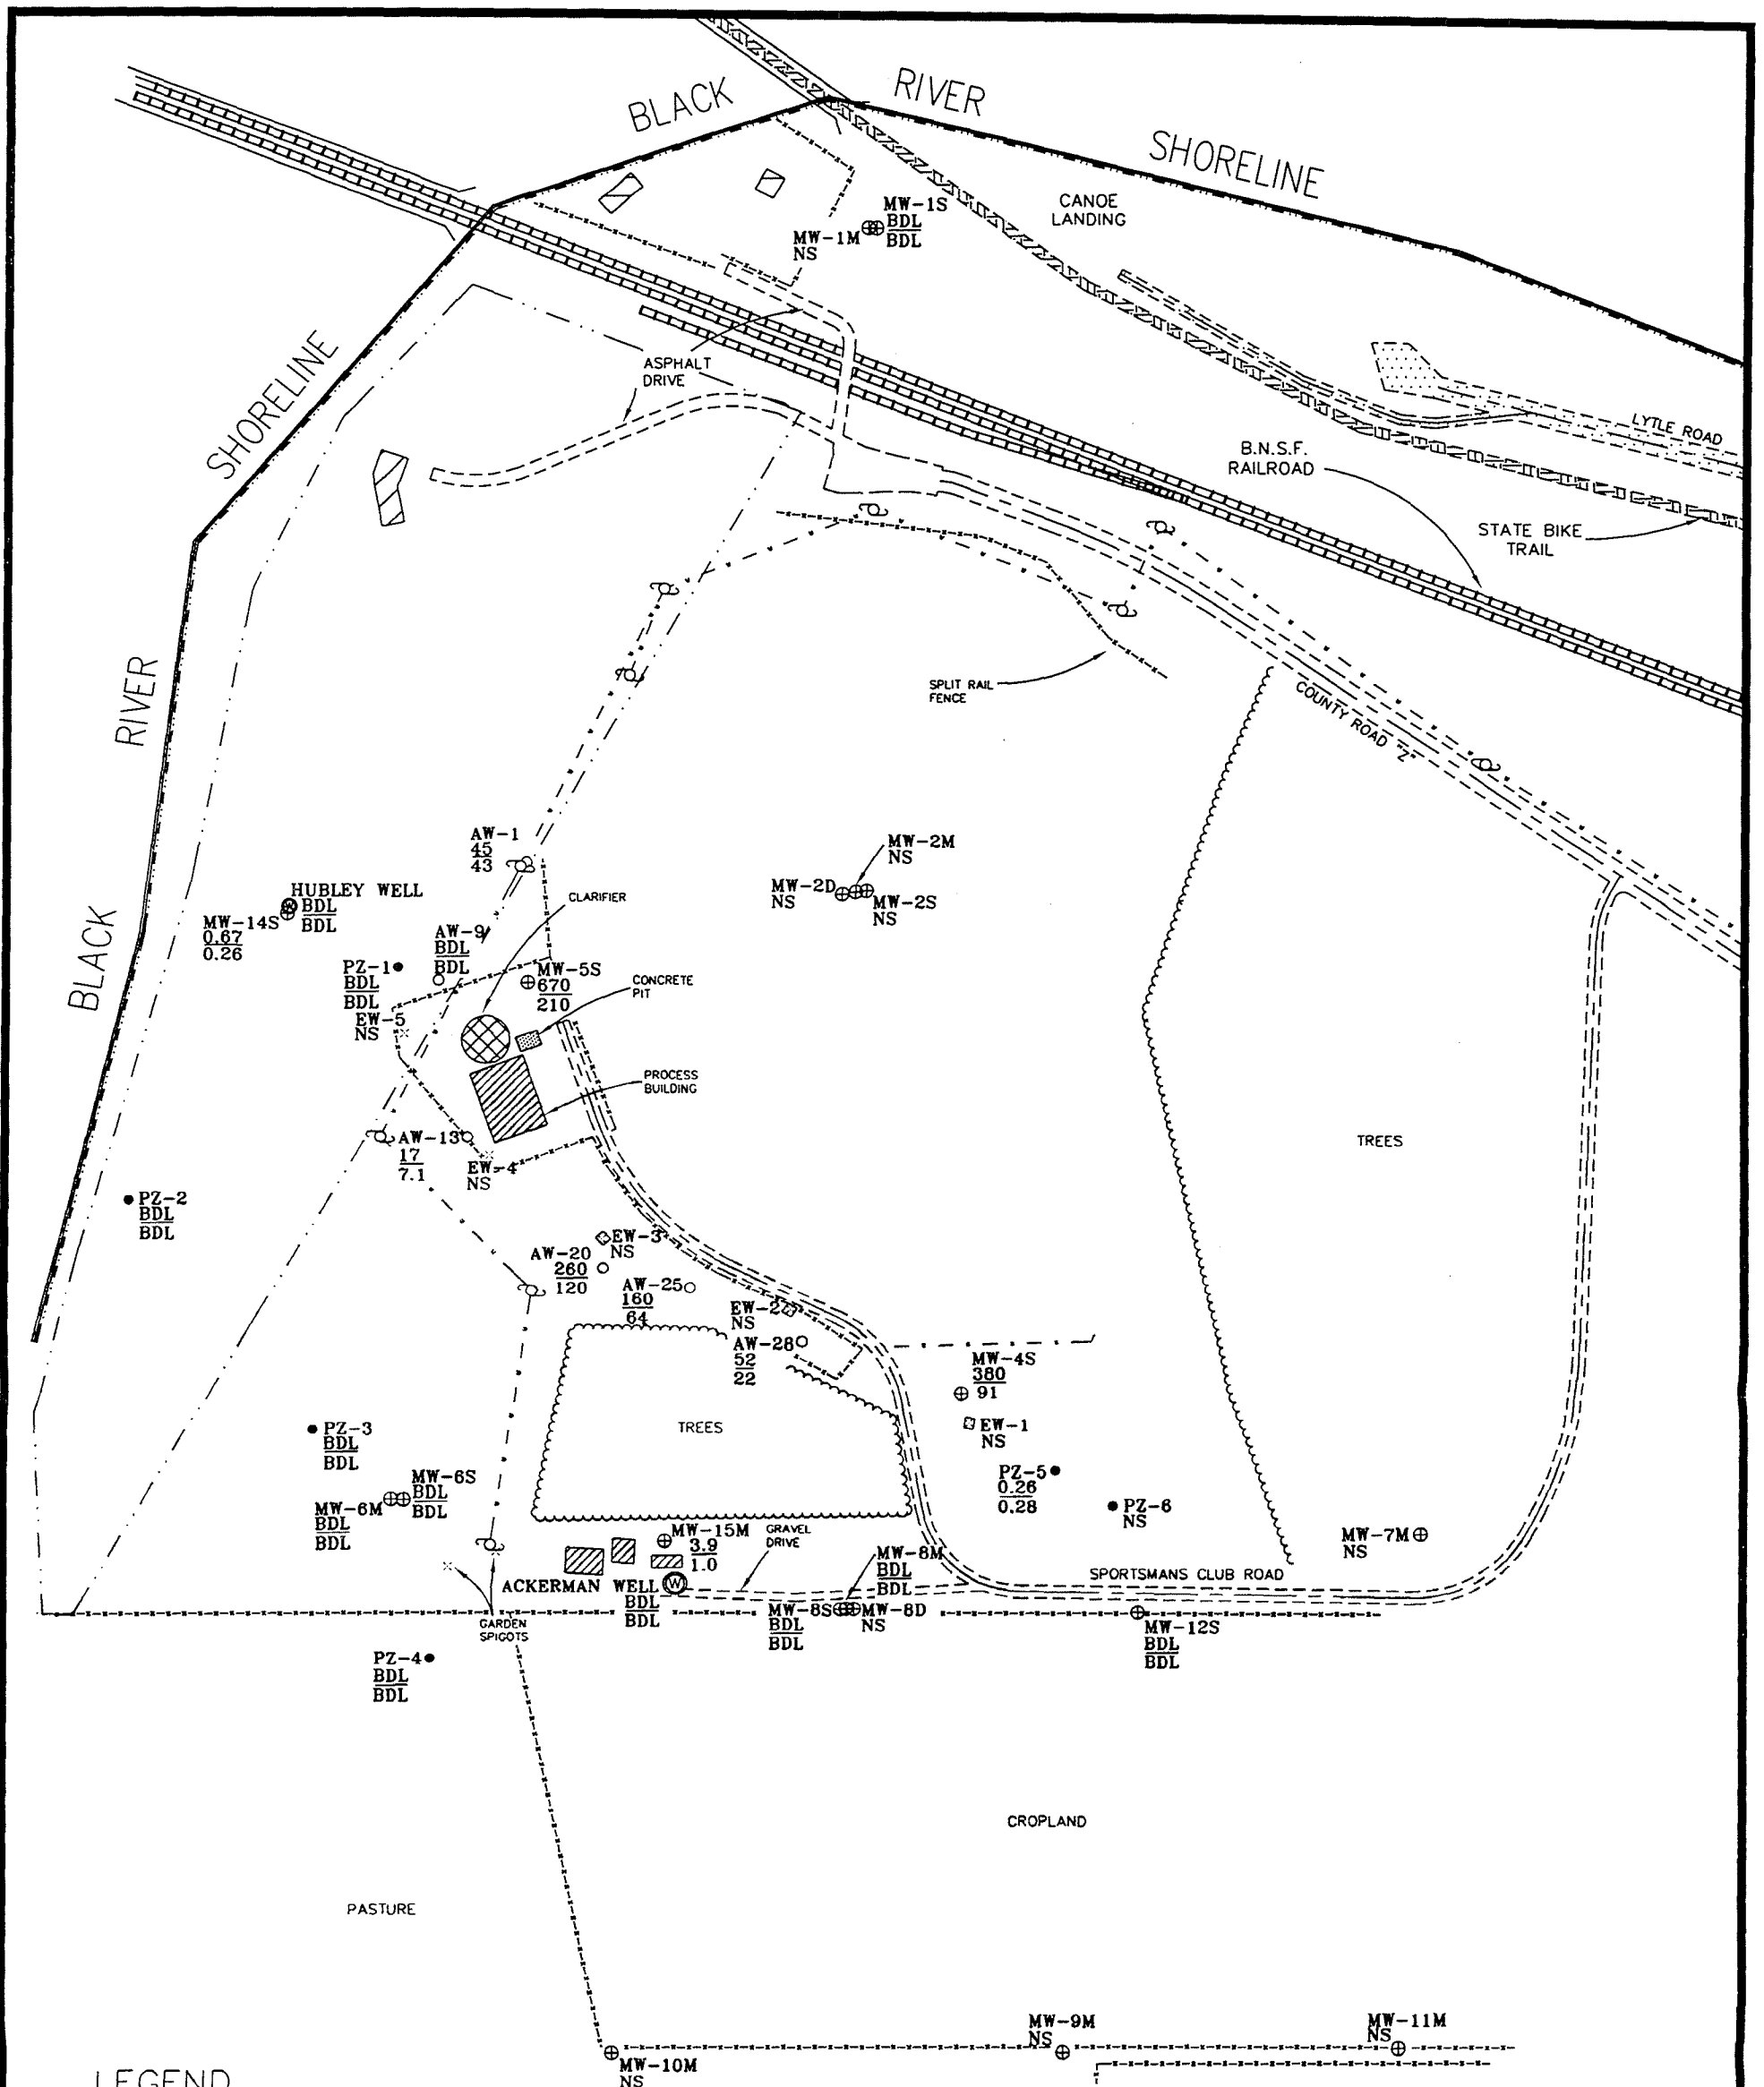 BLACK
RIVER
SHORELINE
CANOE
LANDING
MW-1S
BDL
BDL
MW-1M
NS
SHORELINE
ASPHALT
DRIVE
LYTLE ROAD
B.N.S.F.
RAILROAD
STATE BIKE
TRAIL
RIVER
SPLIT RAIL
FENCE
COUNTY ROAD "Z"
AW-1
45
43
MW-2M
NS
MW-2D
NS
MW-2S
NS
HUBLEY WELL
BDL
BDL
MW-14S
0.67
0.26
CLARIFIER
BLACK
AW-9
BDL
BDL
PZ-1
BDL
BDL
MW-5S
670
210
CONCRETE
PIT
EW-5
NS
PROCESS
BUILDING
AW-13
17
7.1
EW-4
NS
TREES
PZ-2
BDL
BDL
EW-3
NS
AW-20
260
120
AW-25
160
64
EW-2
NS
AW-28
52
22
MW-4S
380
91
PZ-3
BDL
BDL
TREES
EW-1
NS
PZ-5
0.26
0.28
PZ-6
NS
MW-6S
BDL
BDL
MW-6M
BDL
BDL
MW-15M
3.9
1.0
GRAVEL
DRIVE
MW-7M
NS
MW-8M
BDL
BDL
SPORTSMANS CLUB ROAD
ACKERMAN WELL
W
BDL
BDL
MW-8S
BDL
BDL
MW-8D
NS
MW-12S
BDL
BDL
GARDEN
SPIGOTS
PZ-4
BDL
BDL
CROPLAND
PASTURE
MW-9M
NS
MW-11M
NS
MW-10M
NS
LEGEND